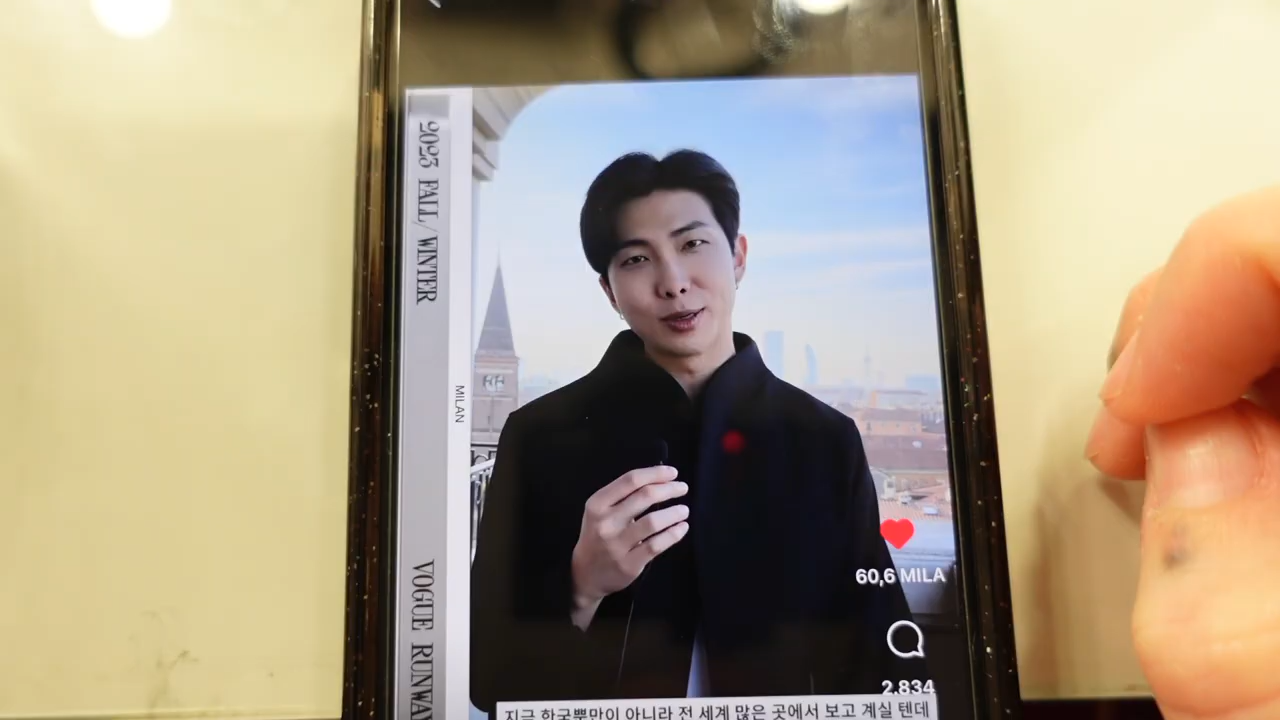 2023 FALL/WINTER
MILAN
VOGUE RUNWAY
60,6 MILA
2.834
지금 한국뿐만이 아니라 전 세계 많은 곳에서 보고 계실 텐데